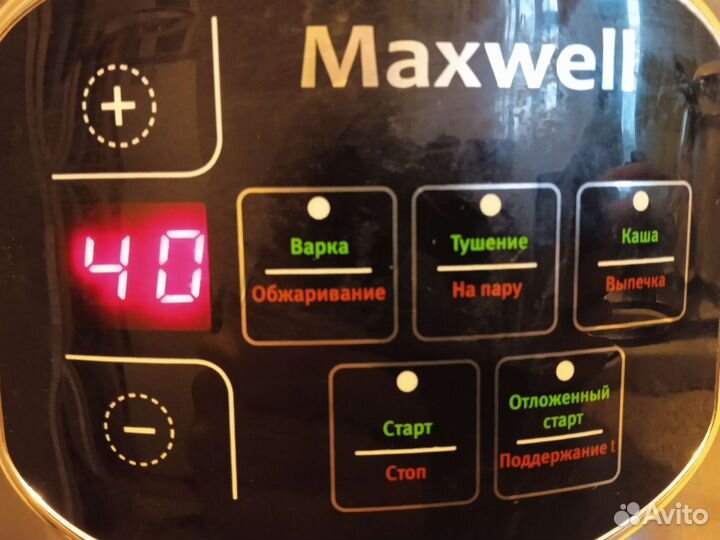 +
Maxwell
40
Варка
Обжаривание
Тушение
На пару
Каша
Выпечка
-
Старт
Стоп
Отложенный
старт
Поддержание t
Avito